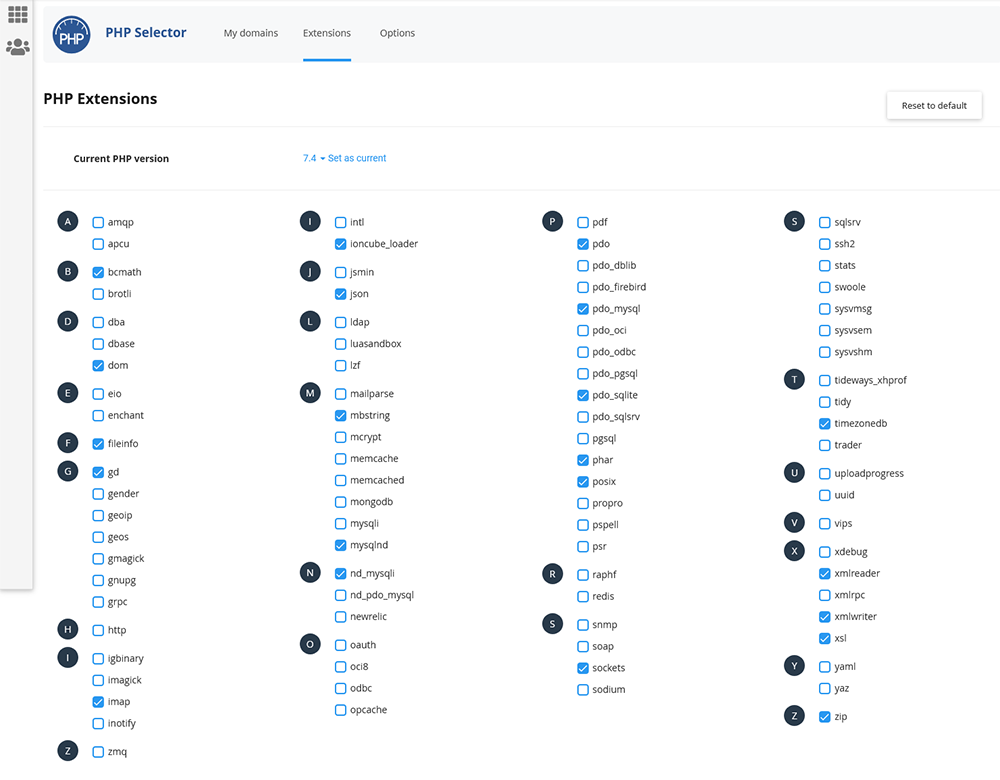 PHP
PHP Selector
My domains
Extensions
Options
PHP Extensions
Reset to default
Current PHP version
7.4 Set as current
A
amqp
apcu
B
bcmath
brotli
D
dba
dbase
dom
E
eio
enchant
F
fileinfo
G
gd
gender
geoip
geos
gmagick
gnupg
grpc
H
http
I
igbinary
imagick
imap
inotify
Z
zmq
I
intl
ioncube_loader
J
jsmin
json
L
ldap
luasandbox
lzf
M
mailparse
mbstring
mcrypt
memcache
memcached
mongodb
mysqli
mysqlnd
N
nd_mysqli
nd_pdo_mysql
newrelic
O
oauth
oci8
odbc
opcache
P
pdf
pdo
pdo_dblib
pdo_firebird
pdo_mysql
pdo_oci
pdo_odbc
pdo_pgsql
pdo_sqlite
pdo_sqlsrv
pgsql
phar
posix
propro
pspell
psr
R
raphf
redis
S
snmp
soap
sockets
sodium
S
sqlsrv
ssh2
stats
swoole
sysvmsg
sysvsem
sysvshm
T
tideways_xhprof
tidy
timezonedb
trader
U
uploadprogress
uuid
V
vips
X
xdebug
xmlreader
xmlrpc
xmlwriter
xsl
Y
yaml
yaz
Z
zip